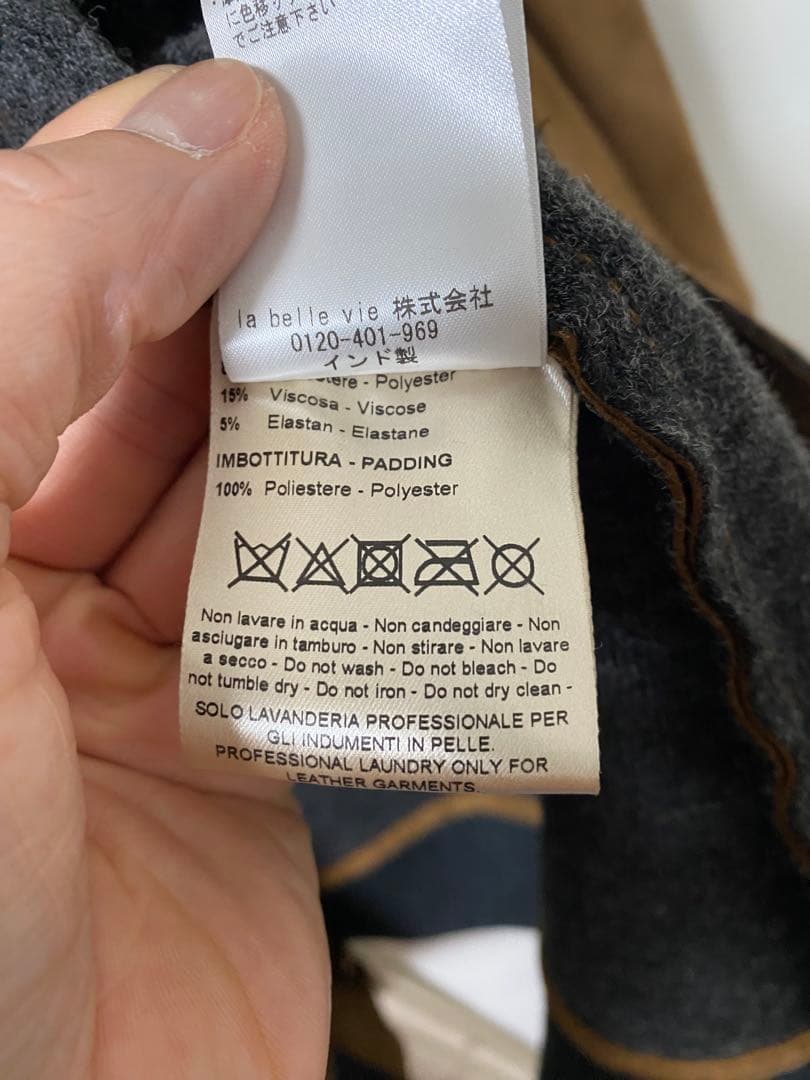 に色移り
でご注意下さい
la belle vie 株式会社
0120-401-969
インド製
- Polyester
15% Viscosa - Viscose
5% Elastan - Elastane
IMBOTTITURA - PADDING
100% Poliestere - Polyester
Non lavare in acqua - Non candeggiare - Non
asciugare in tamburo - Non stirare - Non lavare
a secco - Do not wash - Do not bleach - Do
not tumble dry - Do not iron - Do not dry clean -
SOLO LAVANDERIA PROFESSIONALE PER
GLI INDUMENTI IN PELLE.
PROFESSIONAL LAUNDRY ONLY FOR
LEATHER GARMENTS.